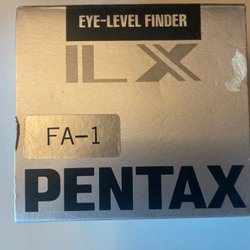 EYE-LEVEL FINDER
LX
FA-1
PENTAX